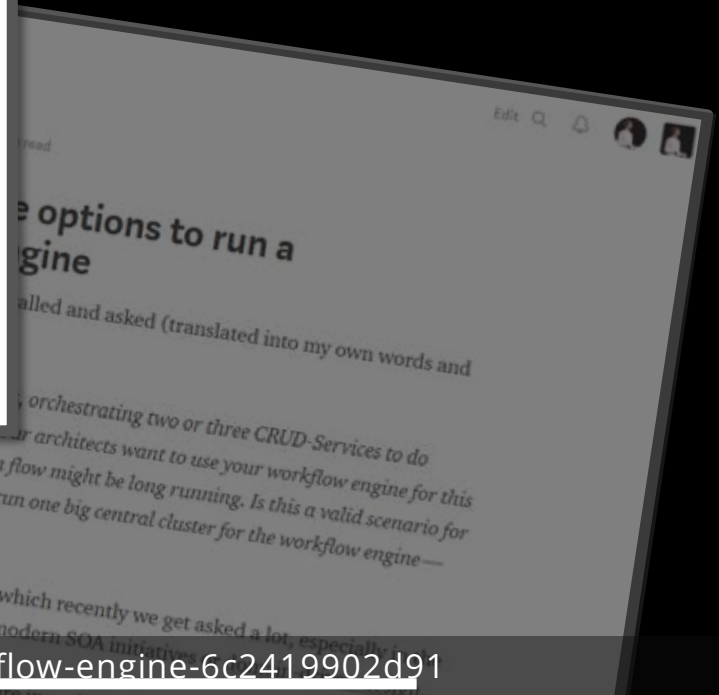 Edit
read
e options to run a
gine
alled and asked (translated into my own words and
, orchestrating two or three CRUD-Services to do
ur architects want to use your workflow engine for this
flow might be long running. Is this a valid scenario for
run one big central cluster for the workflow engine—
which recently we get asked a lot, especially
modern SOA initiatives
flow-engine-6c2419902d91